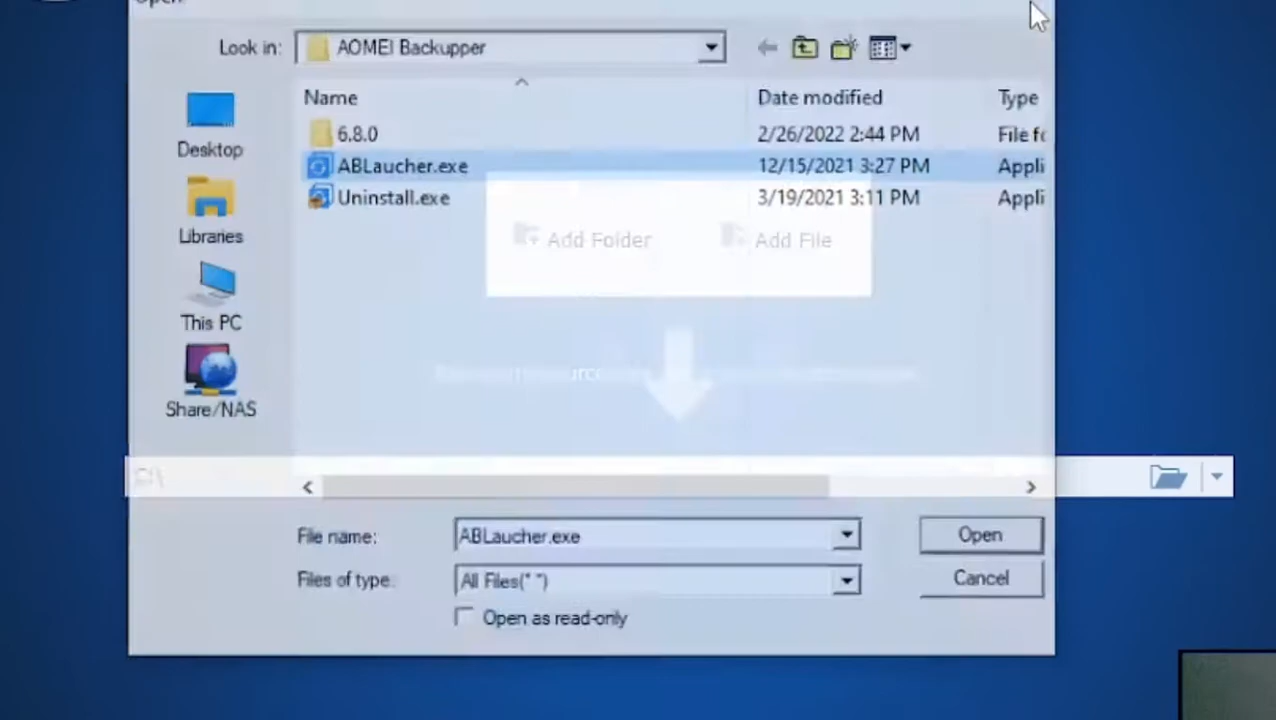 Open
Look in: AOMEI Backupper
Name Date modified Type
6.8.0 2/26/2022 2:44 PM File fo
ABLaucher.exe 12/15/2021 3:27 PM Appli
Uninstall.exe 3/19/2021 3:11 PM Appli
Desktop
Libraries
This PC
Share/NAS
Add Folder Add File
File name: ABLaucher.exe Open
Files of type: All Files(*.*) Cancel
Open as read-only